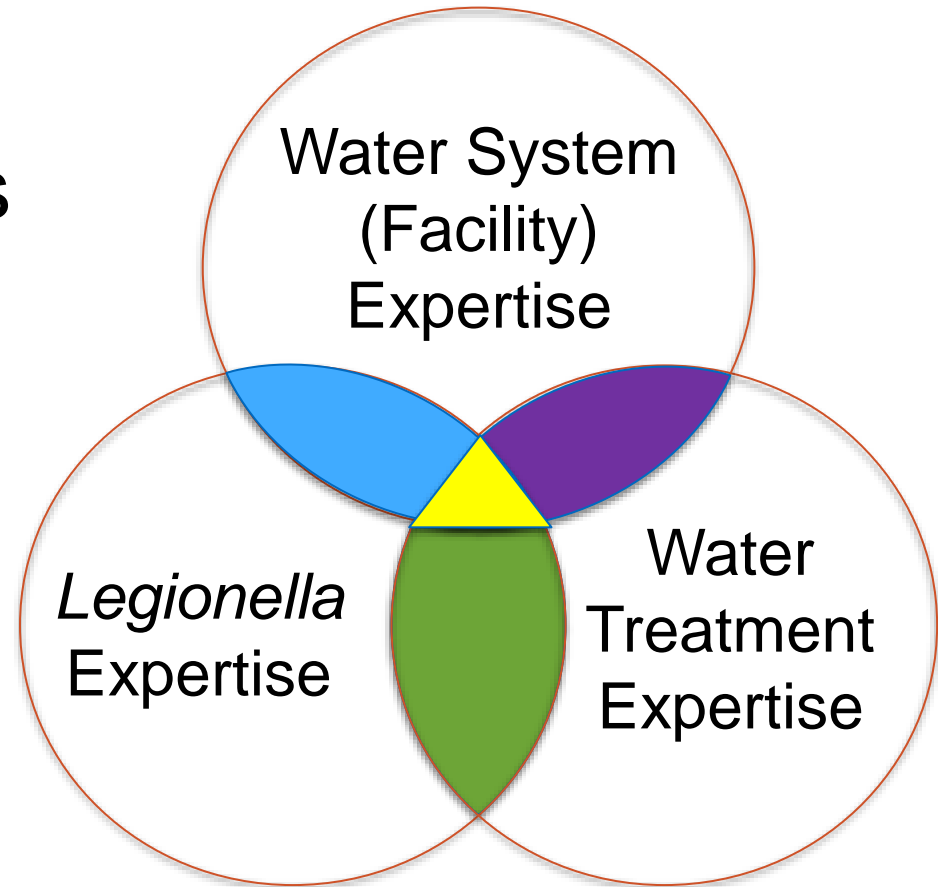 Water System
(Facility)
Expertise
Legionella
Expertise
Water
Treatment
Expertise